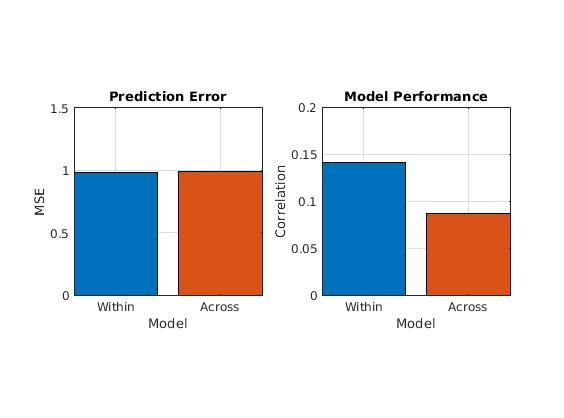 Prediction Error
1.5
1
0.5
0
MSE
Within
Across
Model
Model Performance
0.2
0.15
0.1
0.05
0
Correlation
Within
Across
Model